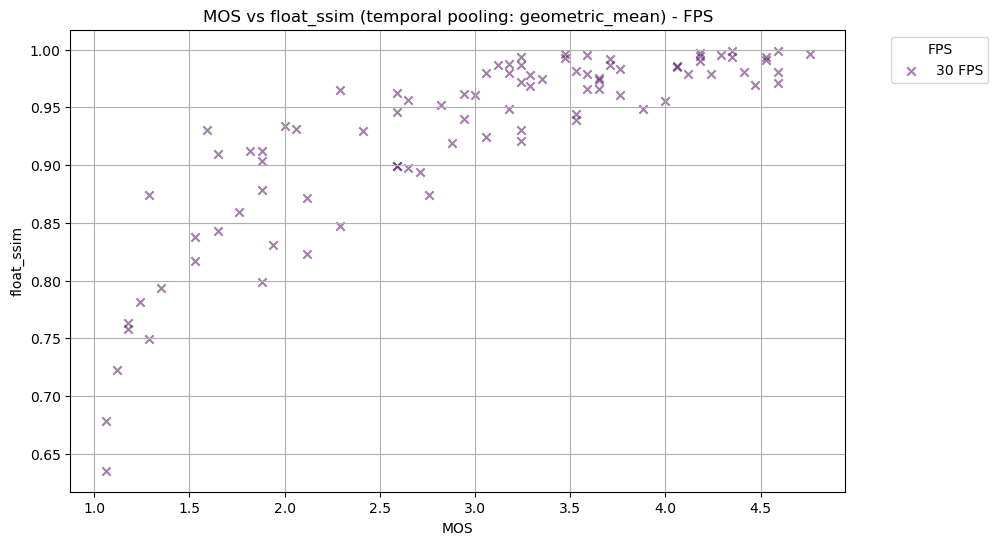 MOS vs float_ssim (temporal pooling: geometric_mean) - FPS
FPS
30 FPS
float_ssim
1.00
0.95
0.90
0.85
0.80
0.75
0.70
0.65
1.0 1.5 2.0 2.5 3.0 3.5 4.0 4.5
MOS